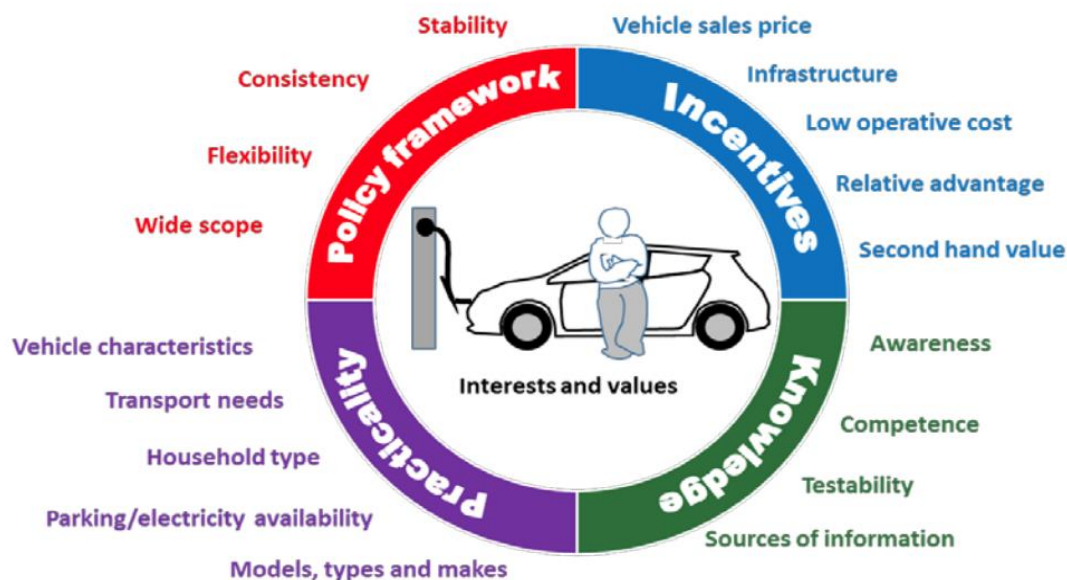 Stability
Consistency
Flexibility
Wide scope
Policy framework
Vehicle sales price
Infrastructure
Low operative cost
Relative advantage
Second hand value
Incentives
Interests and values
Vehicle characteristics
Transport needs
Household type
Parking/electricity availability
Models, types and makes
Practicality
Awareness
Competence
Testability
Sources of information
Knowledge